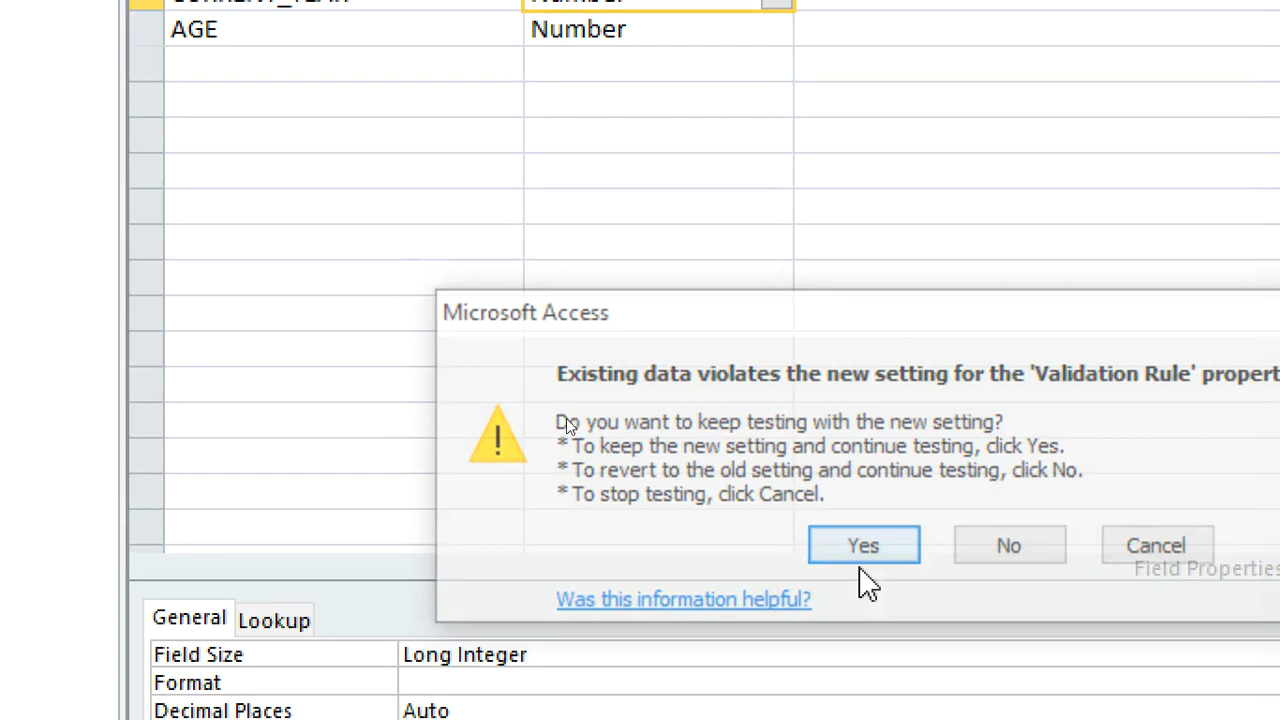 AGE Number
Microsoft Access
Existing data violates the new setting for the 'Validation Rule' propert
Do you want to keep testing with the new setting?
* To keep the new setting and continue testing, click Yes.
* To revert to the old setting and continue testing, click No.
* To stop testing, click Cancel.
Yes No Cancel
Field Properties
Was this information helpful?
General Lookup
Field Size Long Integer
Format
Decimal Places Auto